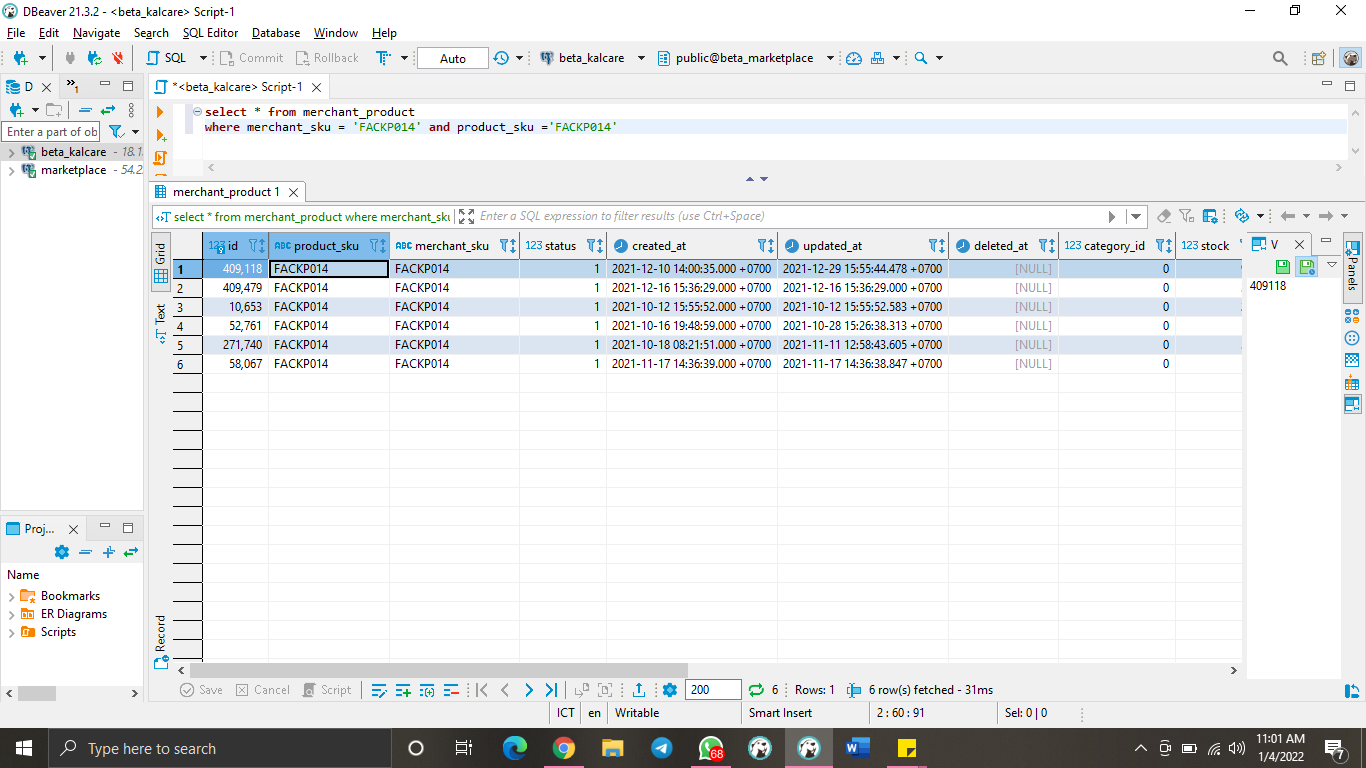 DBeaver 21.3.2 - <beta_kalcare> Script-1
File Edit Navigate Search SQL Editor Database Window Help
SQL Commit Rollback T Auto beta_kalcare public@beta_marketplace
D »1 *<beta_kalcare> Script-1
Enter a part of ob
beta_kalcare - 18.1
marketplace - 54.2
select * from merchant_product
where merchant_sku = 'FACKP014' and product_sku ='FACKP014'
merchant_product 1
select * from merchant_product where merchant_sku Enter a SQL expression to filter results (use Ctrl+Space)
Grid
Text
Record
123 id ABC product_sku ABC merchant_sku 123 status created_at updated_at deleted_at 123 category_id 123 stock
1 409,118 FACKP014 FACKP014 1 2021-12-10 14:00:35.000 +0700 2021-12-29 15:55:44.478 +0700 [NULL] 0
2 409,479 FACKP014 FACKP014 1 2021-12-16 15:36:29.000 +0700 2021-12-16 15:36:29.000 +0700 [NULL] 0
3 10,653 FACKP014 FACKP014 1 2021-10-12 15:55:52.000 +0700 2021-10-12 15:55:52.583 +0700 [NULL] 0
4 52,761 FACKP014 FACKP014 1 2021-10-16 19:48:59.000 +0700 2021-10-28 15:26:38.313 +0700 [NULL] 0
5 271,740 FACKP014 FACKP014 1 2021-10-18 08:21:51.000 +0700 2021-11-11 12:58:43.605 +0700 [NULL] 0
6 58,067 FACKP014 FACKP014 1 2021-11-17 14:36:39.000 +0700 2021-11-17 14:36:38.847 +0700 [NULL] 0
V
409118
Panels
Proj...
Name
Bookmarks
ER Diagrams
Scripts
Save Cancel Script 200 6 Rows: 1 6 row(s) fetched - 31ms
ICT en Writable Smart Insert 2 : 60 : 91 Sel: 0 | 0
Type here to search 68 W 11:01 AM
1/4/2022 7